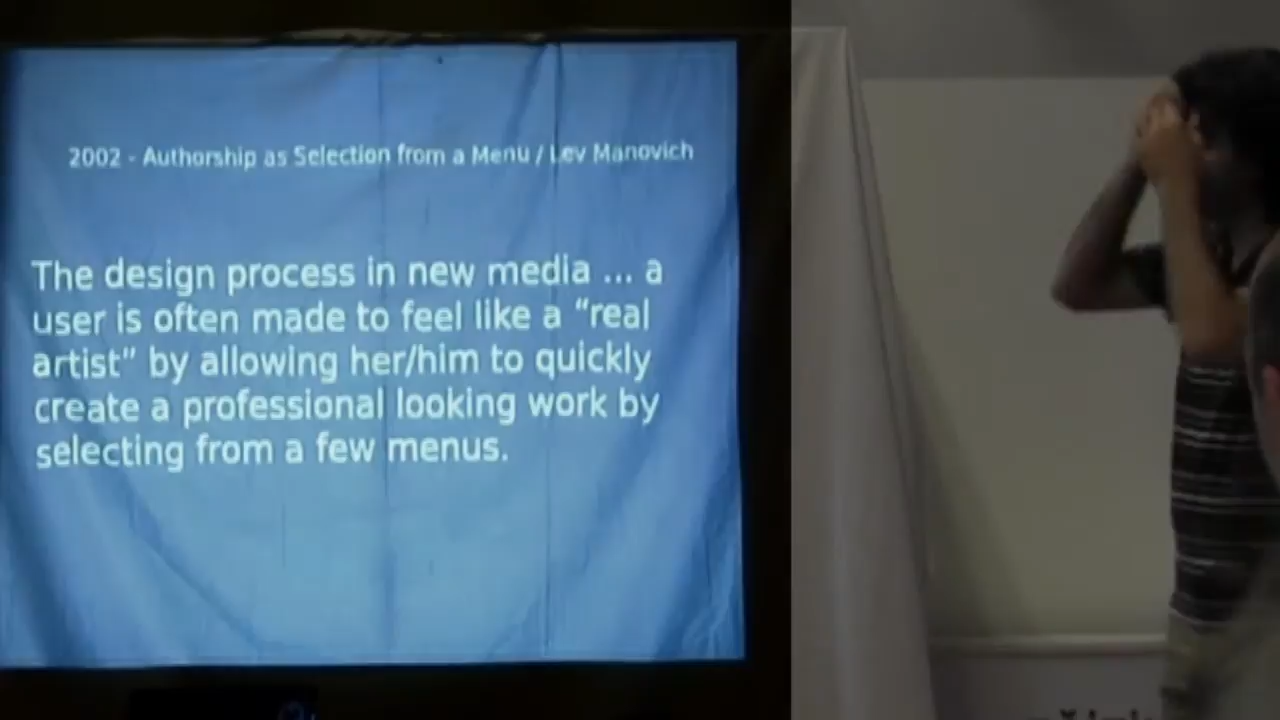 2002 - Authorship as Selection from a Menu / Lev Manovich
The design process in new media ... a
user is often made to feel like a “real
artist” by allowing her/him to quickly
create a professional looking work by
selecting from a few menus.